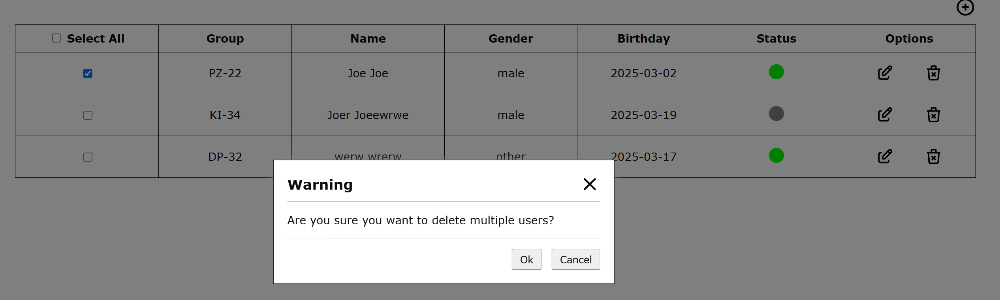 Select All Group Name Gender Birthday Status Options
PZ-22 Joe Joe male 2025-03-02
KI-34 Joer Joeewrwe male 2025-03-19
DP-32 werw wrerw other 2025-03-17
Warning
Are you sure you want to delete multiple users?
Ok Cancel